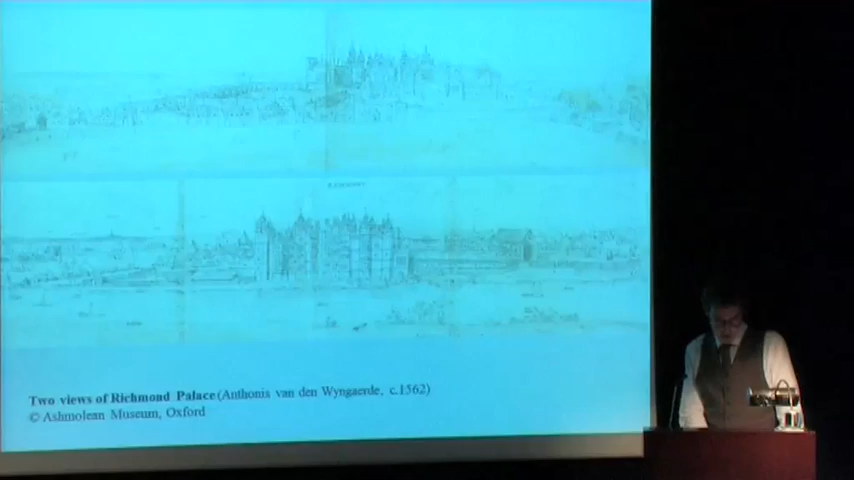 Two views of Richmond Palace (Anthonis van den Wyngaerde, c.1562)
© Ashmolean Museum, Oxford